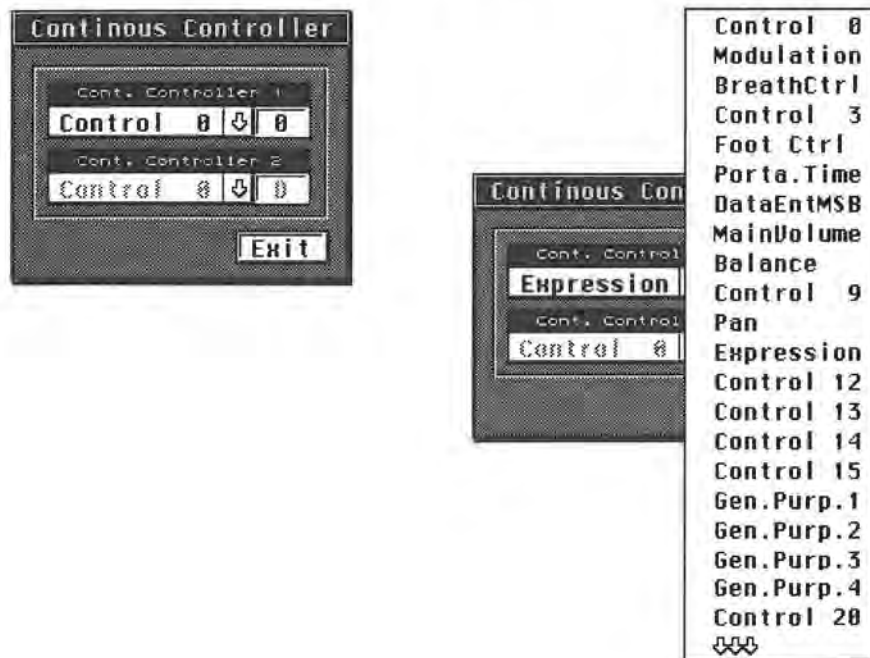 Continous Controller
Cont. Controller 1
Control 0 0
Cont. Controller 2
Control 0 0
Exit
Continous Con
Cont. Control
Expression
Cont. Control
Control 0
Control 0
Modulation
BreathCtrl
Control 3
Foot Ctrl
Porta.Time
DataEntMSB
MainVolume
Balance
Control 9
Pan
Expression
Control 12
Control 13
Control 14
Control 15
Gen.Purp.1
Gen.Purp.2
Gen.Purp.3
Gen.Purp.4
Control 20